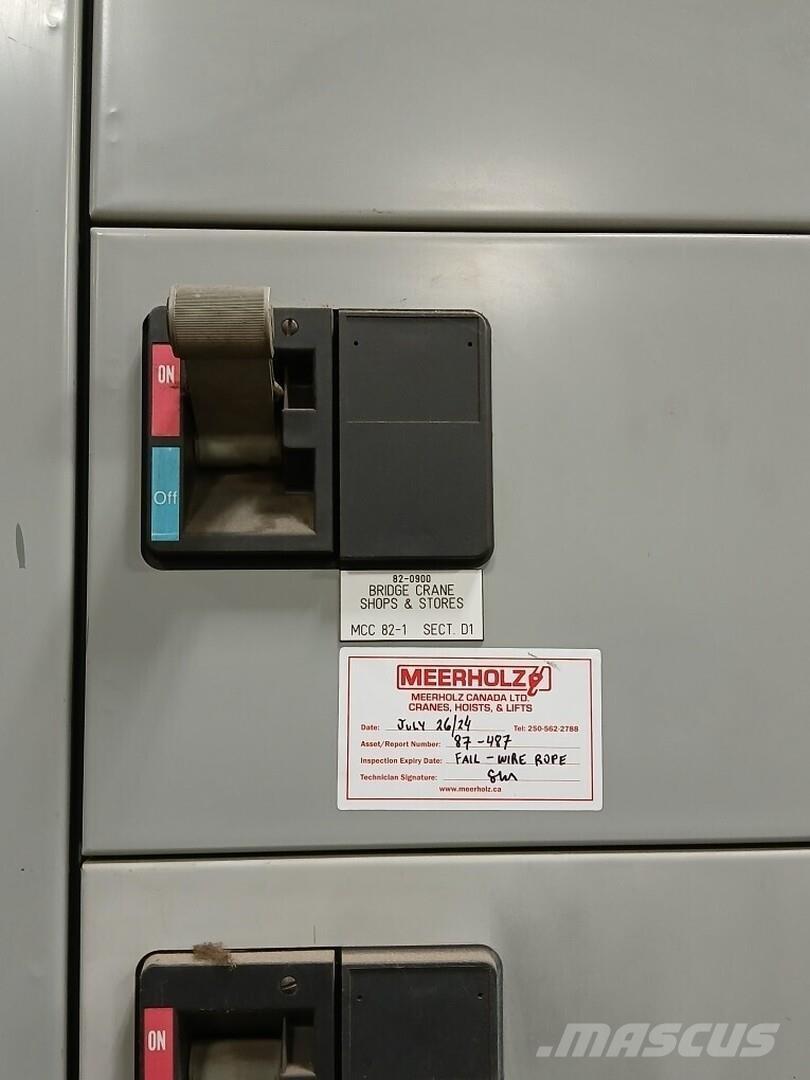 ON
Off
82-0900
BRIDGE CRANE
SHOPS & STORES
MCC 82-1 SECT. D1
MEERHOLZ
MEERHOLZ CANADA LTD.
CRANES, HOISTS, & LIFTS
Date: JULY 26/24 Tel: 250-562-2788
Asset/Report Number: 87-487
Inspection Expiry Date: FAIL - WIRE ROPE
Technician Signature:
www.meerholz.ca
ON
MASCUS